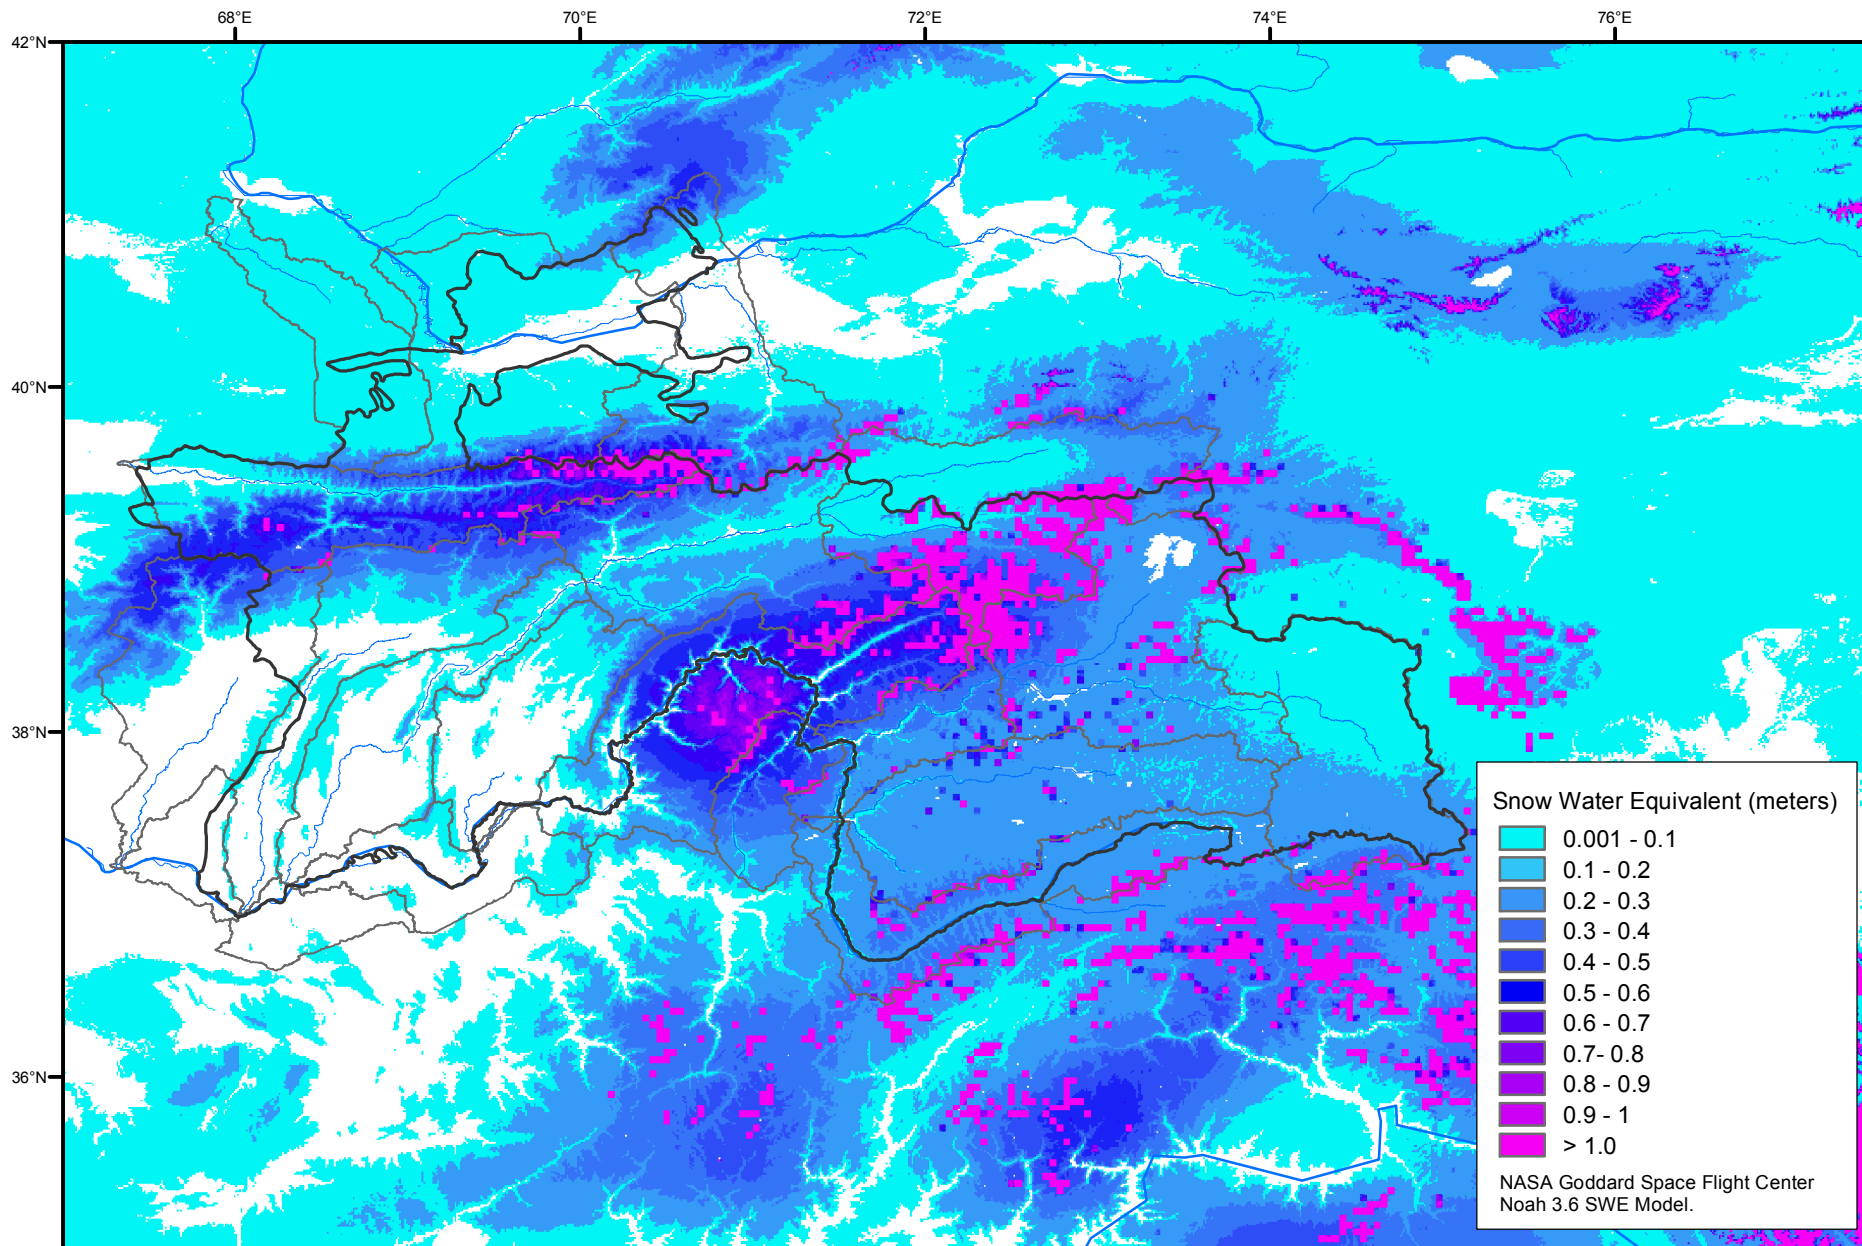 68°E 70°E 72°E 74°E 76°E
42°N
40°N
38°N
36°N
Snow Water Equivalent (meters)
0.001 - 0.1
0.1 - 0.2
0.2 - 0.3
0.3 - 0.4
0.4 - 0.5
0.5 - 0.6
0.6 - 0.7
0.7- 0.8
0.8 - 0.9
0.9 - 1
> 1.0
NASA Goddard Space Flight Center
Noah 3.6 SWE Model.